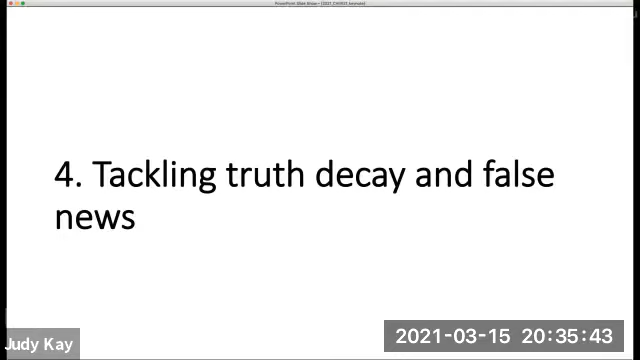 4. Tackling truth decay and false
news
Judy Kay
2021-03-15 20:35:43